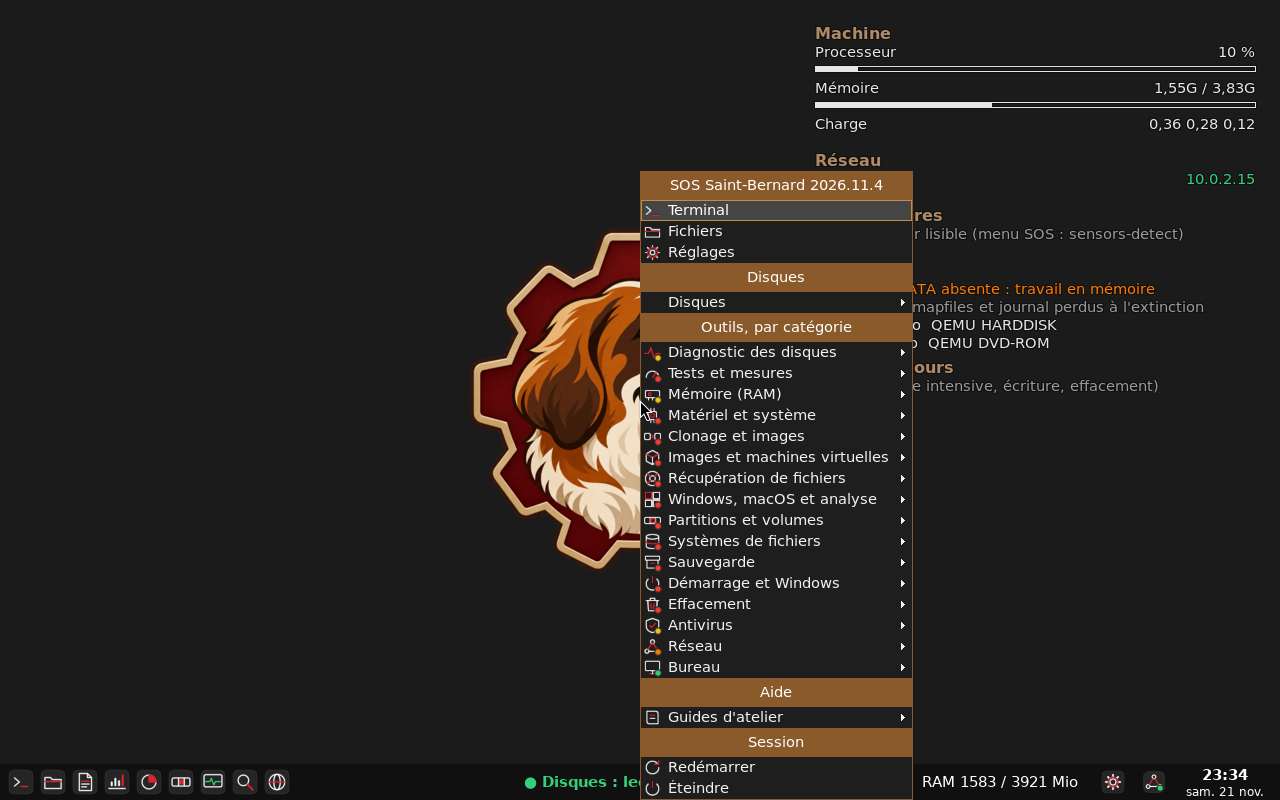 Machine
Processeur 10 %
Mémoire 1,55G / 3,83G
Charge 0,36 0,28 0,12
Réseau
10.0.2.15
res
r lisible (menu SOS : sensors-detect)
ATA absente : travail en mémoire
mapfiles et journal perdus à l'extinction
o QEMU HARDDISK
QEMU DVD-ROM
ours
e intensive, écriture, effacement)
SOS Saint-Bernard 2026.11.4
Terminal
Fichiers
Réglages
Disques
Disques
Outils, par catégorie
Diagnostic des disques
Tests et mesures
Mémoire (RAM)
Matériel et système
Clonage et images
Images et machines virtuelles
Récupération de fichiers
Windows, macOS et analyse
Partitions et volumes
Systèmes de fichiers
Sauvegarde
Démarrage et Windows
Effacement
Antivirus
Réseau
Bureau
Aide
Guides d'atelier
Session
Redémarrer
Éteindre
Disques : le
RAM 1583 / 3921 Mio
23:34
sam. 21 nov.